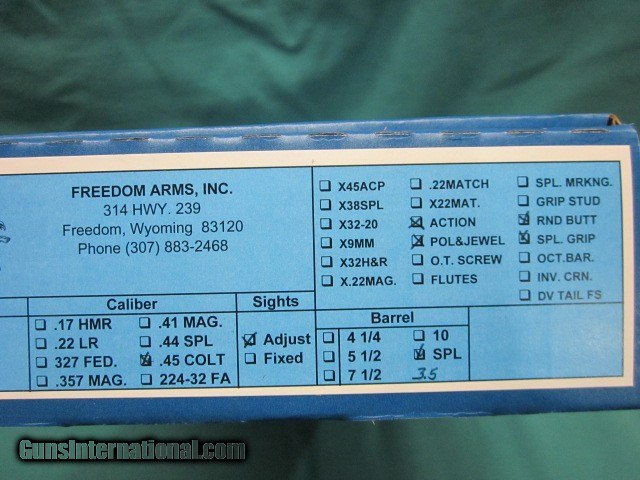 FREEDOM ARMS, INC.
314 HWY. 239
Freedom, Wyoming 83120
Phone (307) 883-2468
X45ACP .22MATCH SPL. MRKNG.
X38SPL X22MAT. GRIP STUD
X32-20 ACTION RND BUTT
X9MM POL&JEWEL SPL. GRIP
X32H&R O.T. SCREW OCT.BAR.
X.22MAG. FLUTES INV. CRN.
DV TAIL FS
Caliber
.17 HMR .41 MAG.
.22 LR .44 SPL
327 FED. .45 COLT
.357 MAG. 224-32 FA
Sights
Adjust
Fixed
Barrel
4 1/4 10
5 1/2 SPL
7 1/2 3.5
GunsInternational.com